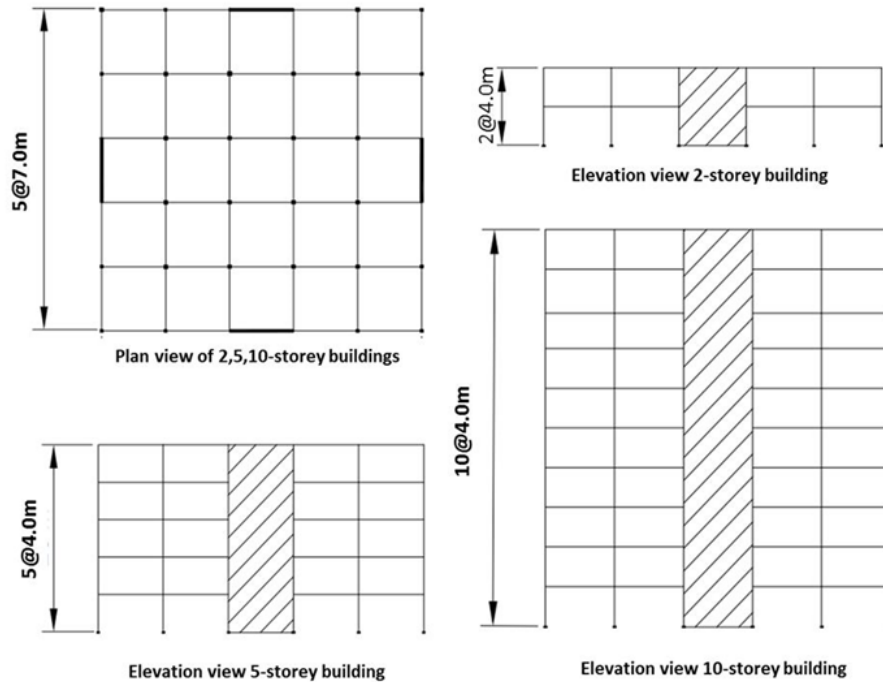 5@7.0m
Plan view of 2,5,10-storey buildings
2@4.0m
Elevation view 2-storey building
5@4.0m
Elevation view 5-storey building
10@4.0m
Elevation view 10-storey building